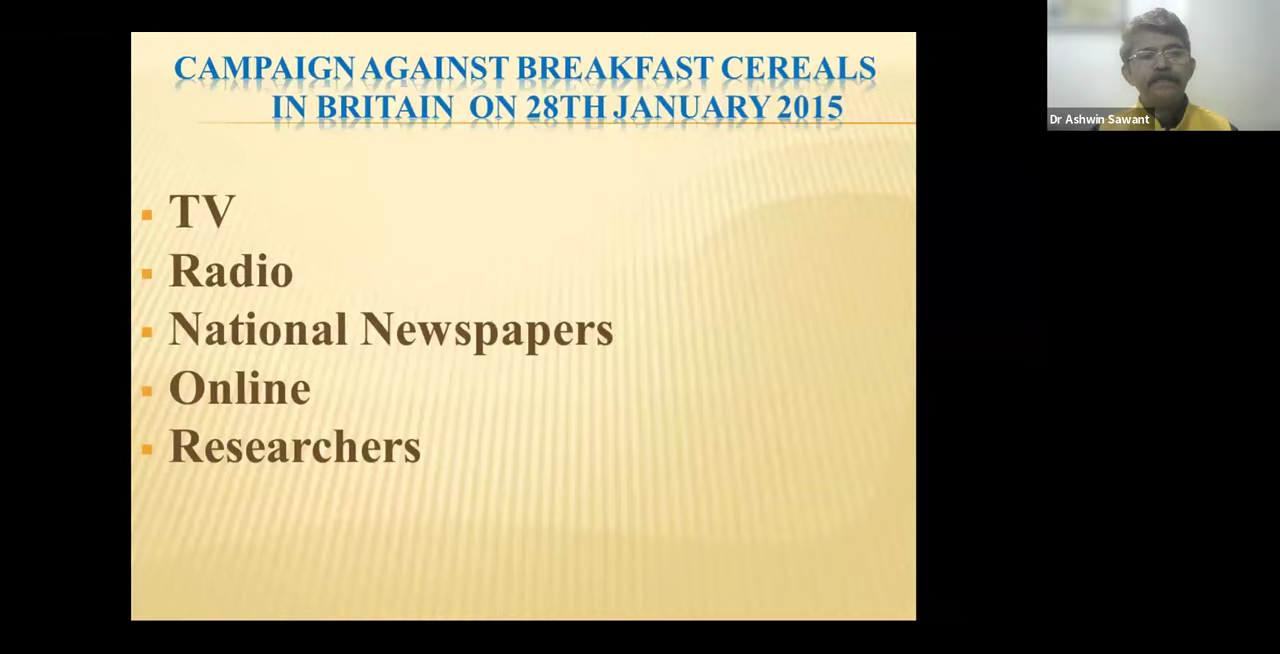 CAMPAIGN AGAINST BREAKFAST CEREALS
IN BRITAIN ON 28TH JANUARY 2015
TV
Radio
National Newspapers
Online
Researchers
Dr Ashwin Sawant